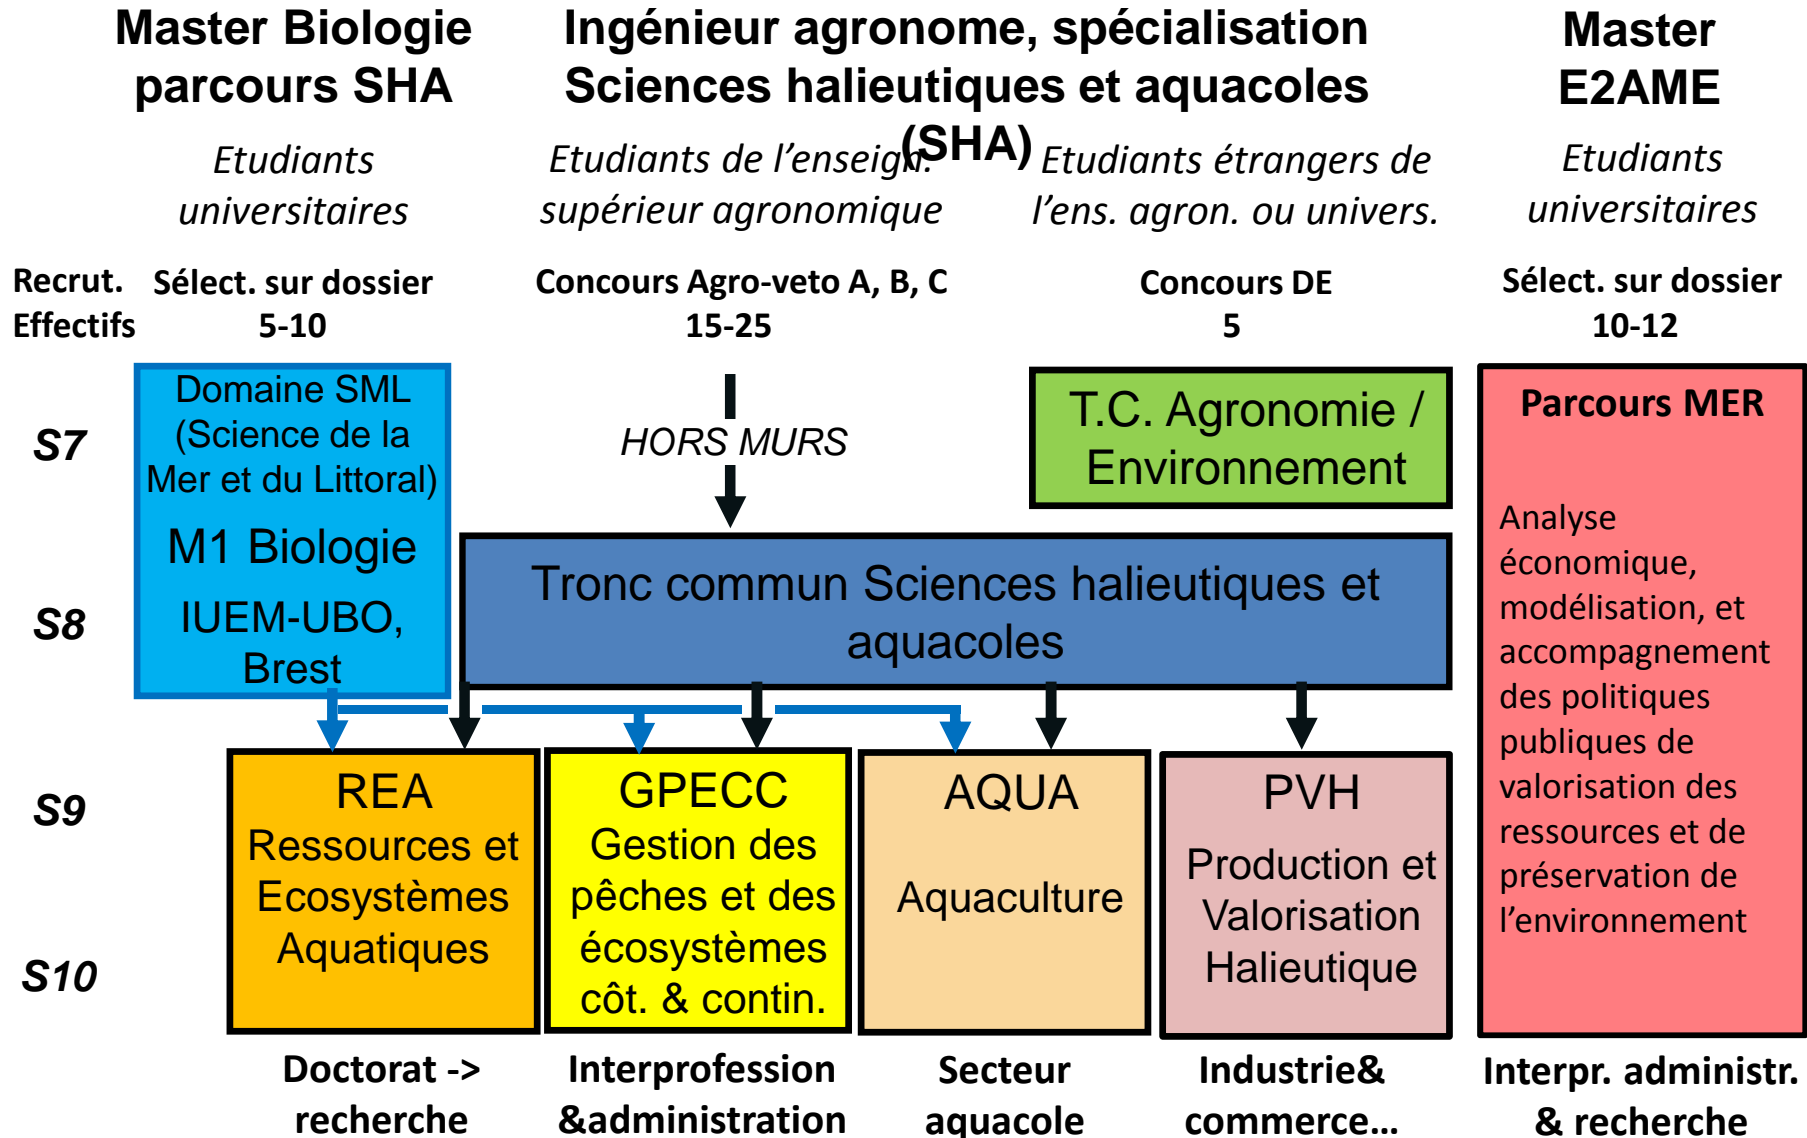 Master Biologie
parcours SHA
Ingénieur agronome, spécialisation
Sciences halieutiques et aquacoles
(SHA)
Master
E2AME
Etudiants
universitaires
Etudiants de l’enseign.
supérieur agronomique
Etudiants étrangers de
l’ens. agron. ou univers.
Etudiants
universitaires
Recrut.
Effectifs
Sélect. sur dossier
5-10
Concours Agro-veto A, B, C
15-25
Concours DE
5
Sélect. sur dossier
10-12
S7
S8
S9
S10
Domaine SML
(Science de la
Mer et du Littoral)
M1 Biologie
IUEM-UBO,
Brest
HORS MURS
T.C. Agronomie /
Environnement
Tronc commun Sciences halieutiques et
aquacoles
Parcours MER
Analyse
économique,
modélisation, et
accompagnement
des politiques
publiques de
valorisation des
ressources et de
préservation de
l’environnement
REA
Ressources et
Ecosystèmes
Aquatiques
GPECC
Gestion des
pêches et des
écosystèmes
côt. & contin.
AQUA
Aquaculture
PVH
Production et
Valorisation
Halieutique
Doctorat ->
recherche
Interprofession
&administration
Secteur
aquacole
Industrie&
commerce…
Interpr. administr.
& recherche